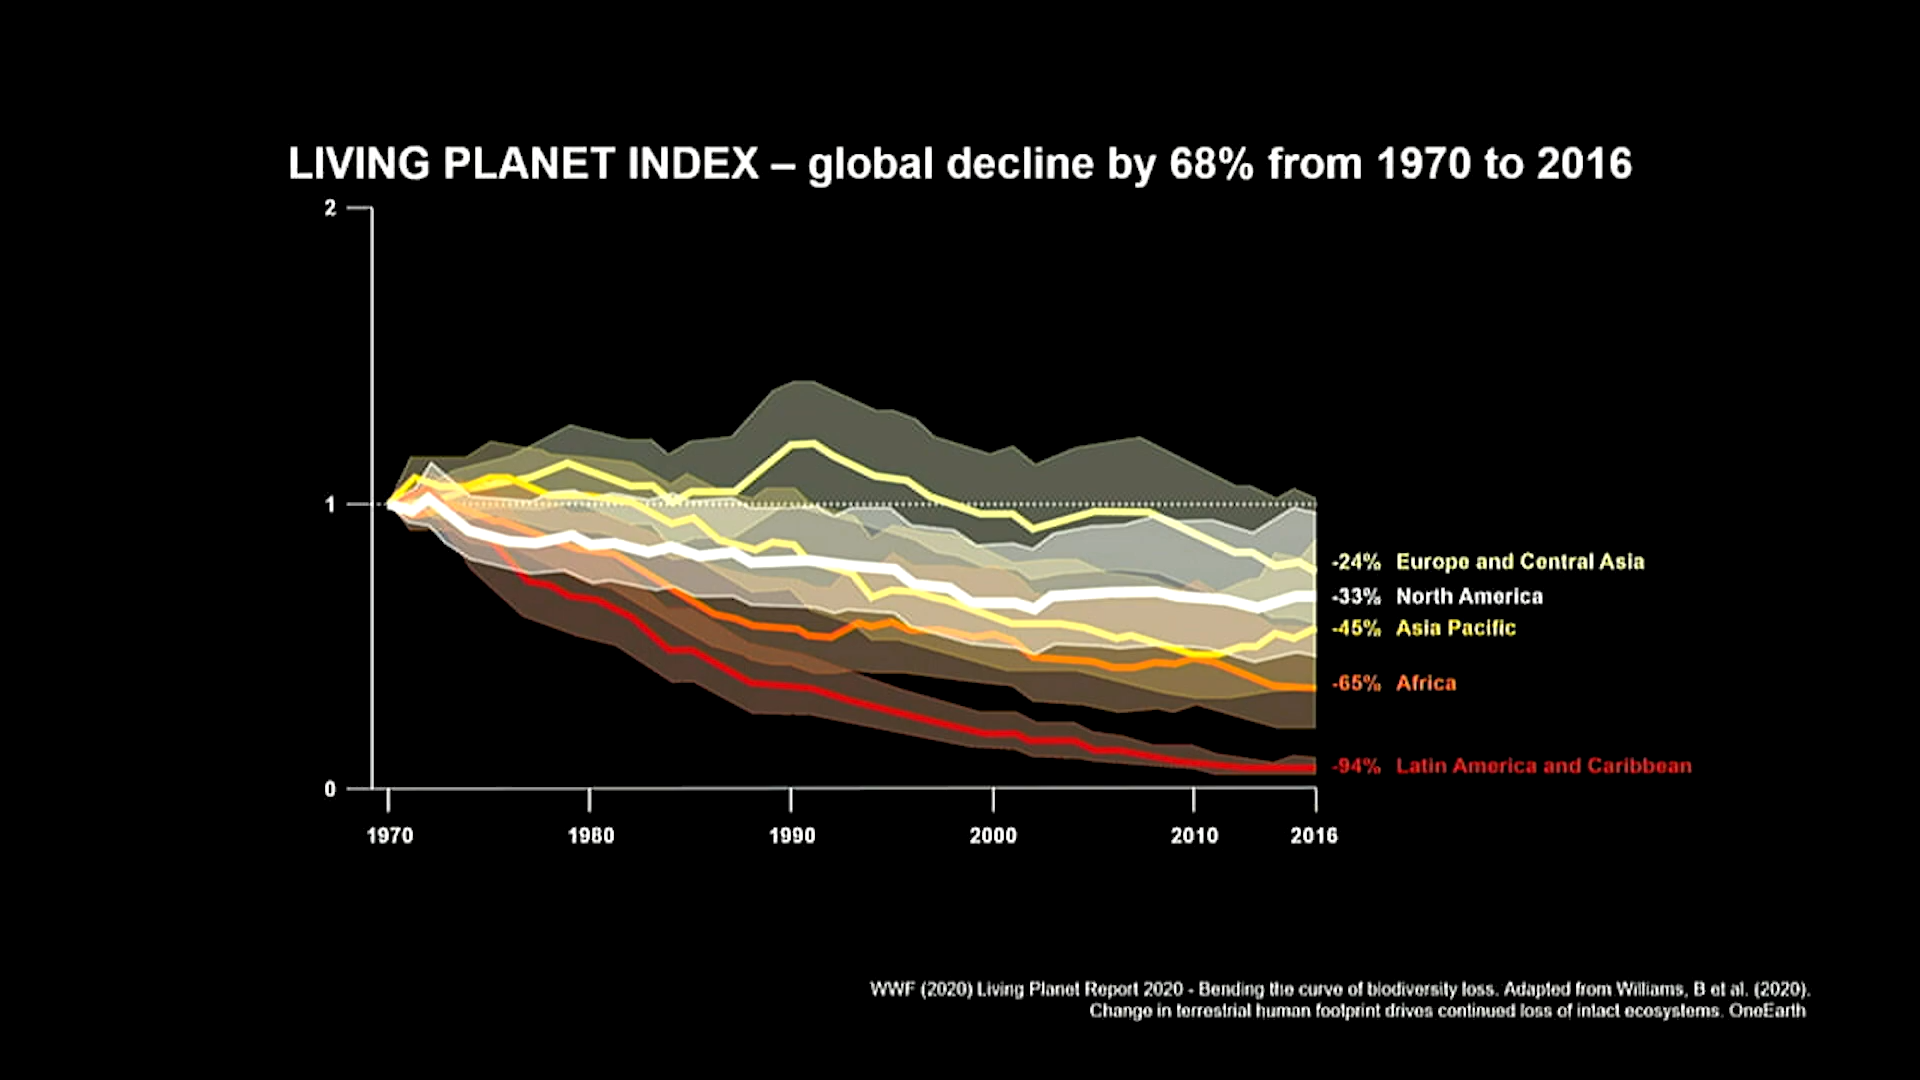 LIVING PLANET INDEX – global decline by 68% from 1970 to 2016
2
1
0
-24% Europe and Central Asia
-33% North America
-45% Asia Pacific
-65% Africa
-94% Latin America and Caribbean
1970 1980 1990 2000 2010 2016
WWF (2020) Living Planet Report 2020 - Bending the curve of biodiversity loss. Adapted from Williams, B et al. (2020).
Change in terrestrial human footprint drives continued loss of intact ecosystems. OneEarth